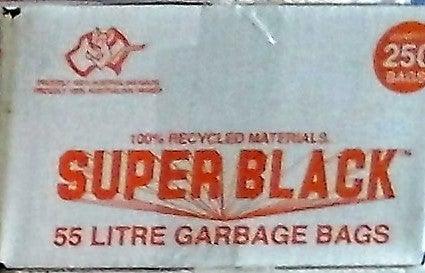 250
BAGS
100% RECYCLED MATERIALS.
SUPER BLACK™
55 LITRE GARBAGE BAGS